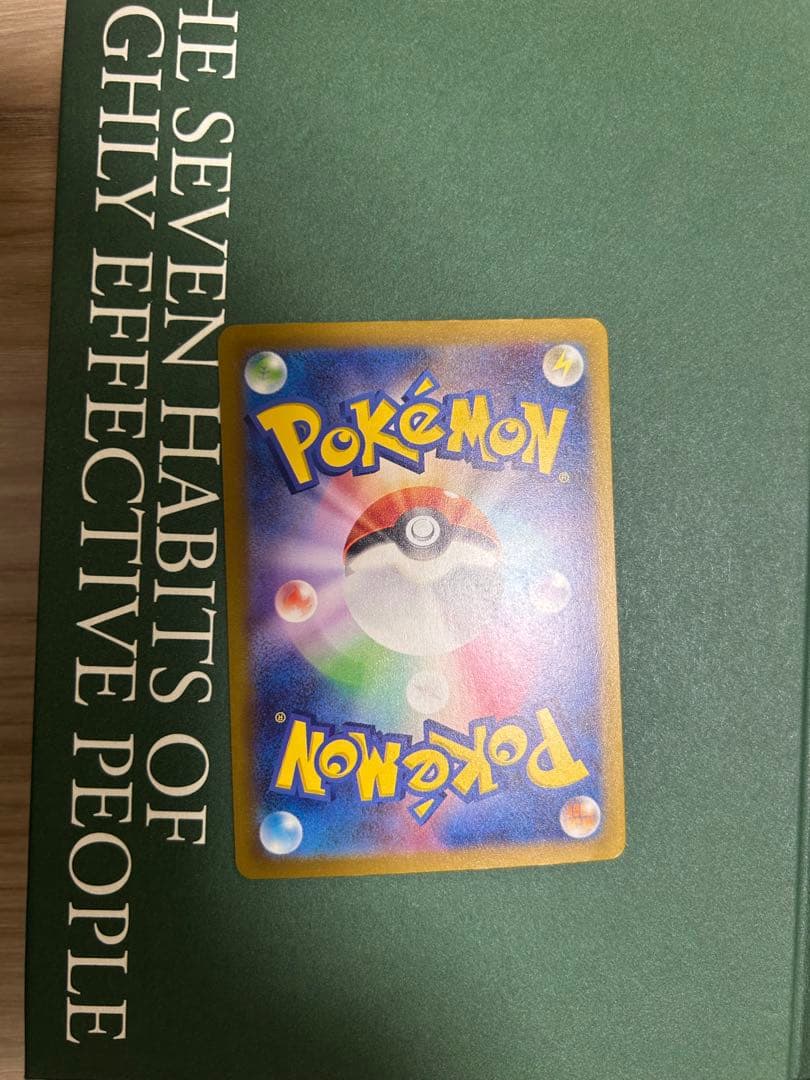 HE SEVEN HABITS OF
GHLY EFFECTIVE PEOPLE
POKéMON
®
POKéMON
®